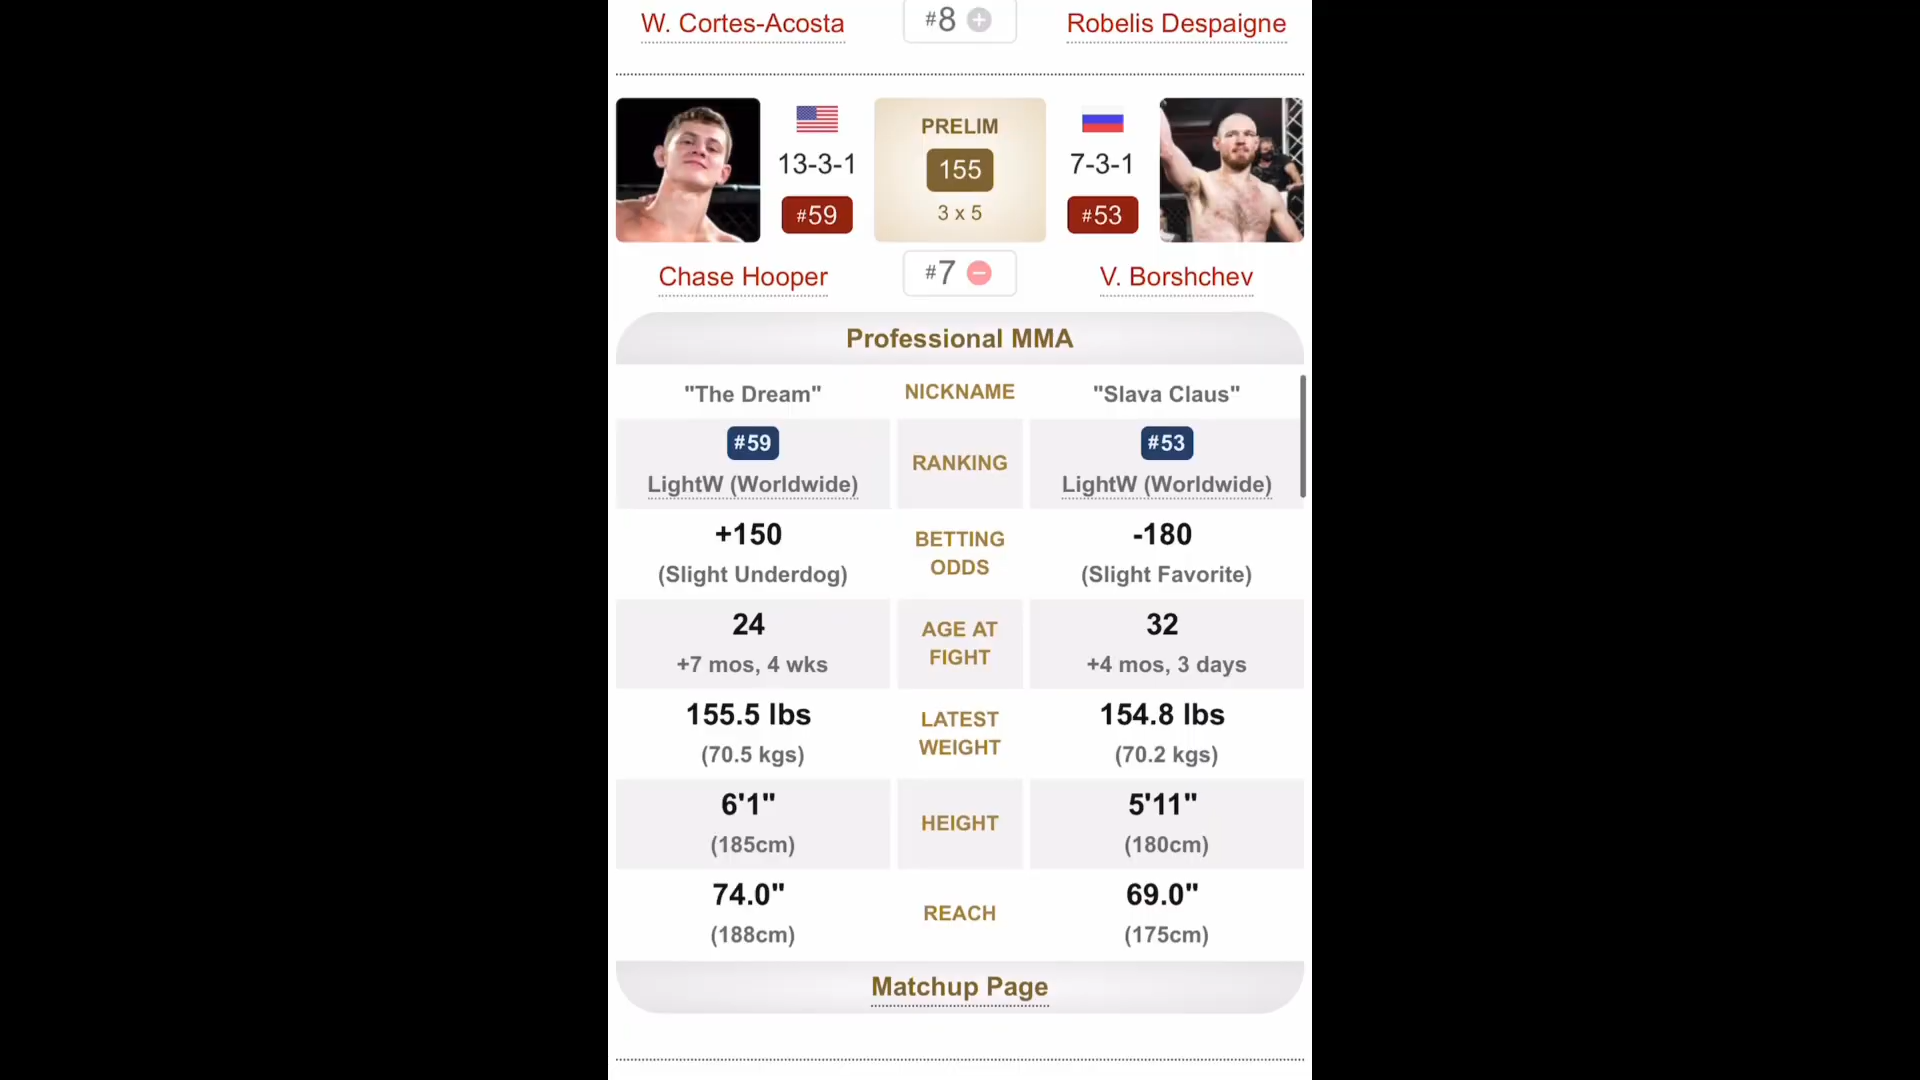 W. Cortes-Acosta #8 Robelis Despaigne
PRELIM
13-3-1 155 7-3-1
#59 3 x 5 #53
Chase Hooper #7 V. Borshchev
Professional MMA
"The Dream" NICKNAME "Slava Claus"
#59 #53
RANKING
LightW (Worldwide) LightW (Worldwide)
+150 BETTING -180
(Slight Underdog) ODDS (Slight Favorite)
24 AGE AT 32
+7 mos, 4 wks FIGHT +4 mos, 3 days
155.5 lbs LATEST 154.8 lbs
(70.5 kgs) WEIGHT (70.2 kgs)
6'1" 5'11"
HEIGHT
(185cm) (180cm)
74.0" 69.0"
REACH
(188cm) (175cm)
Matchup Page